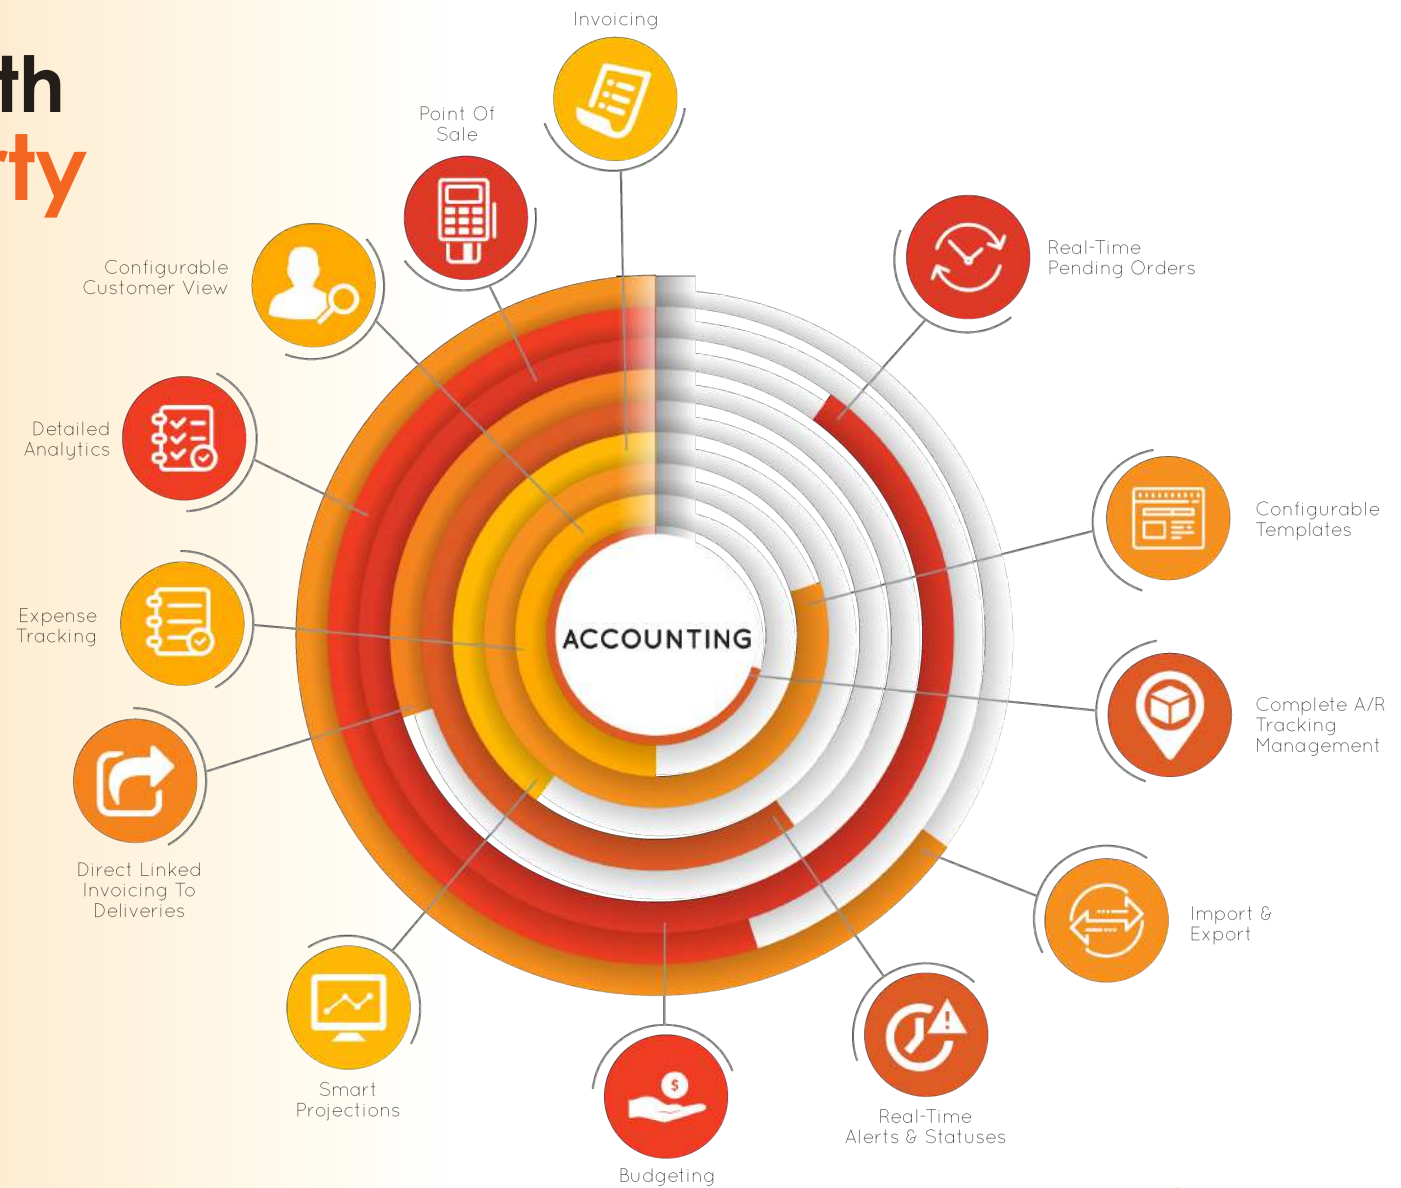 th
rty
Invoicing
Point Of
Sale
Configurable
Customer View
Real-Time
Pending Orders
Detailed
Analytics
Configurable
Templates
Expense
Tracking
ACCOUNTING
Complete A/R
Tracking
Management
Direct Linked
Invoicing To
Deliveries
Import &
Export
Smart
Projections
$
Real-Time
Alerts & Statuses
Budgeting